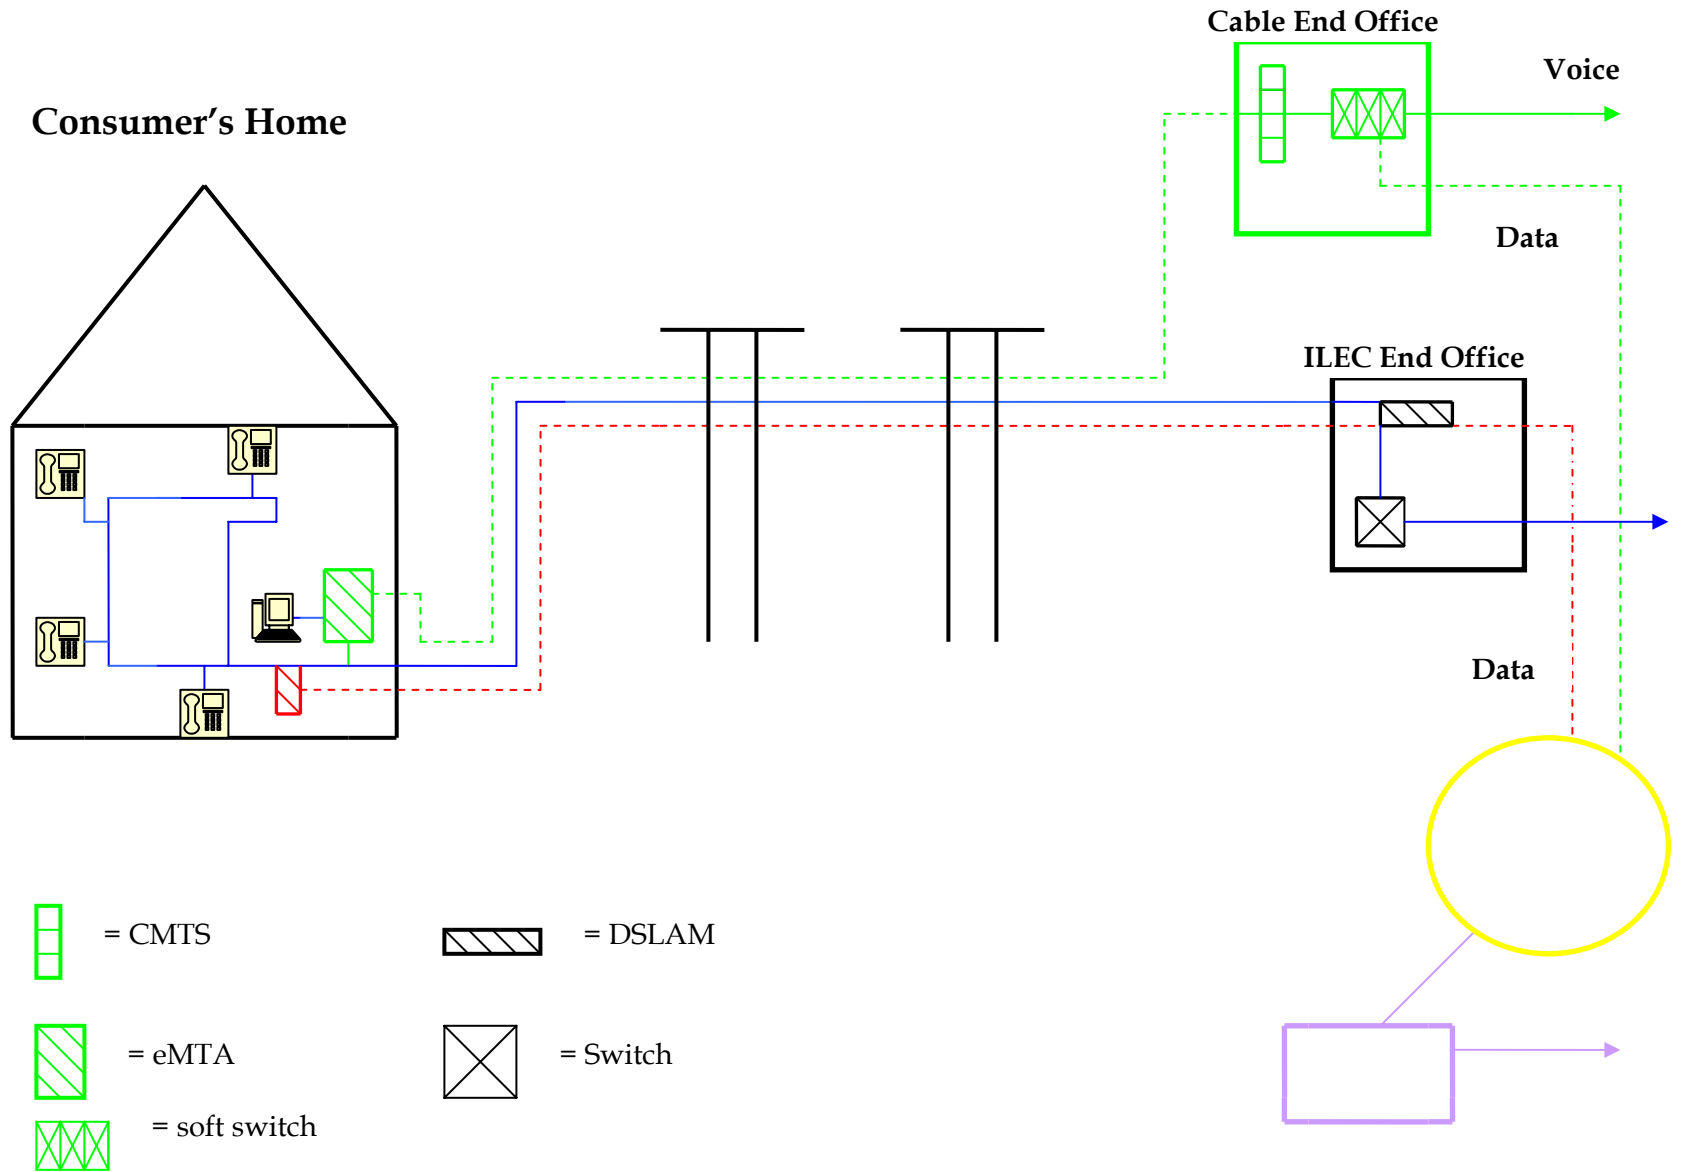 Cable End Office
Voice
Consumer’s Home
Data
ILEC End Office
Data
= CMTS
= DSLAM
= eMTA
= Switch
= soft switch